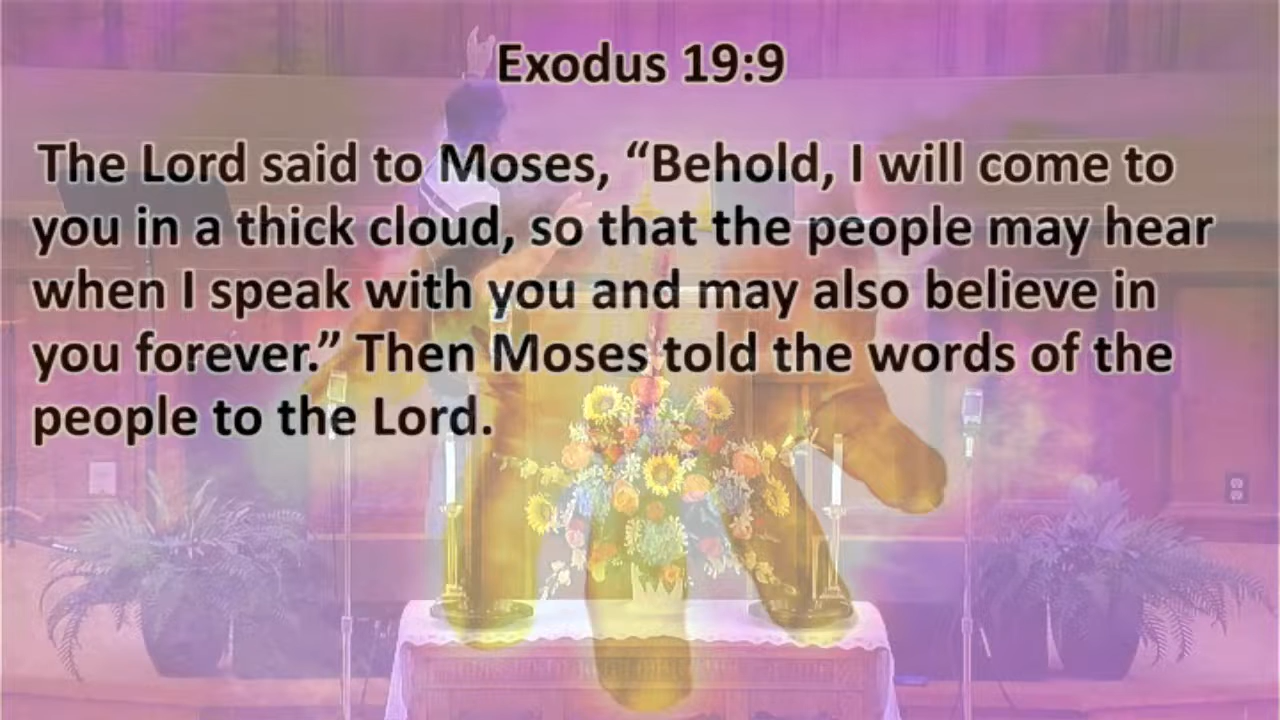 Exodus 19:9
The Lord said to Moses, “Behold, I will come to
you in a thick cloud, so that the people may hear
when I speak with you and may also believe in
you forever.” Then Moses told the words of the
people to the Lord.